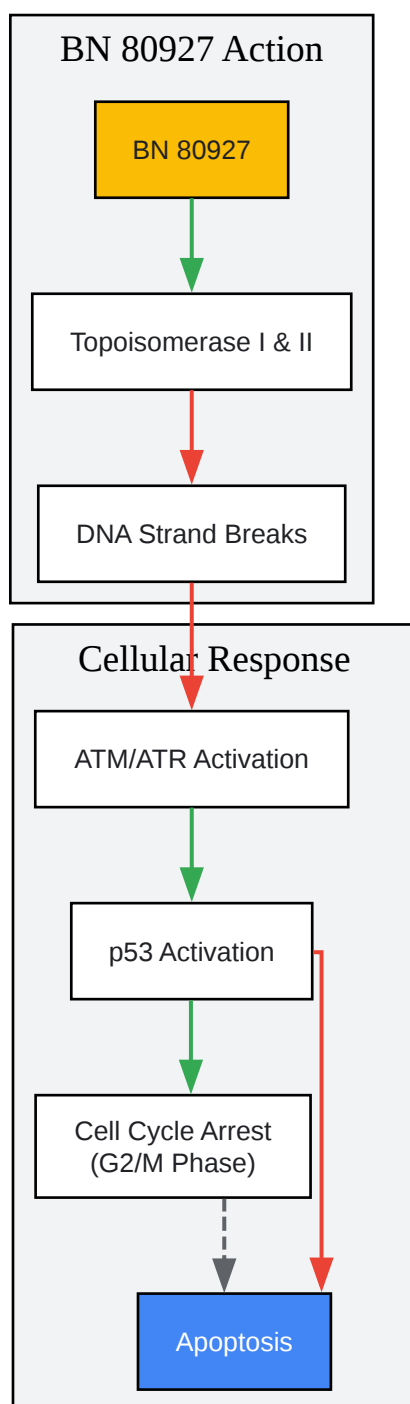 BN 80927 Action
BN 80927
Topoisomerase I & II
DNA Strand Breaks
Cellular Response
ATM/ATR Activation
p53 Activation
Cell Cycle Arrest
(G2/M Phase)
Apoptosis